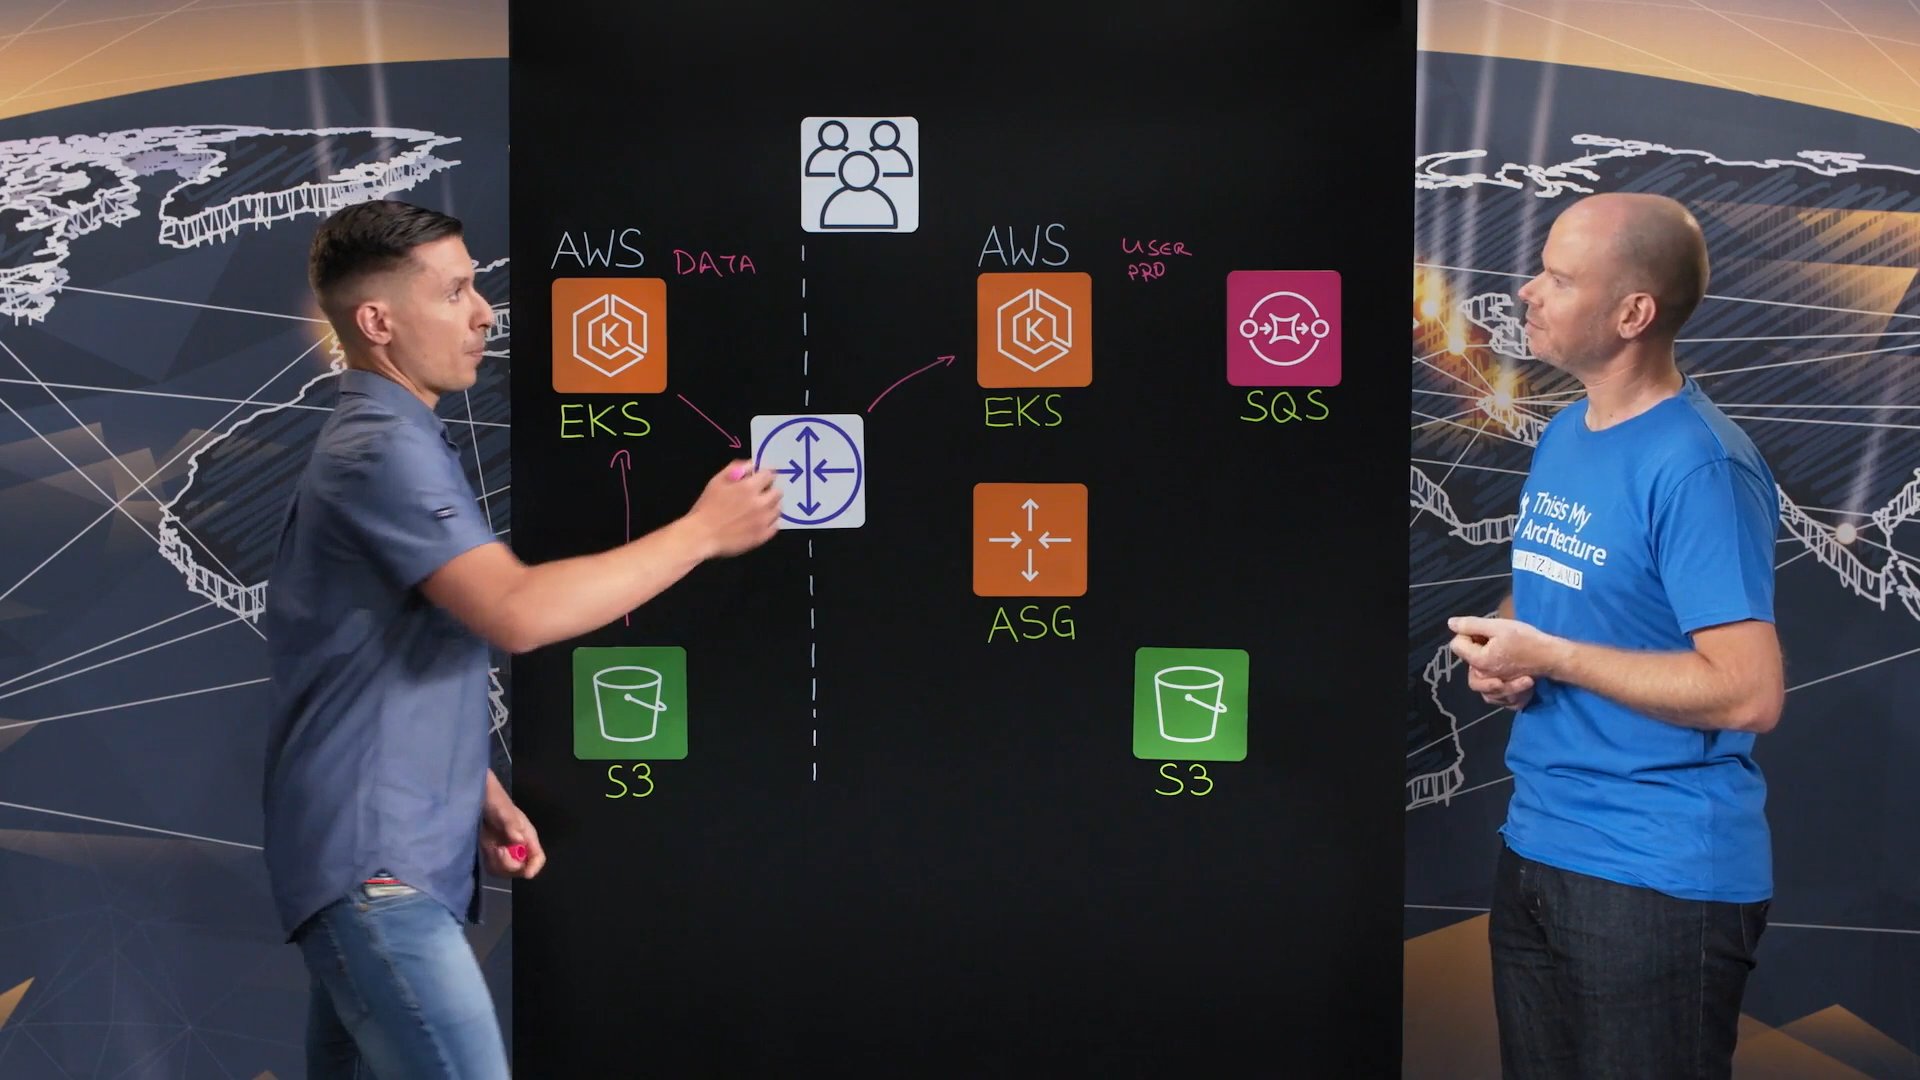 AWS
DATA
EKS
S3
AWS
USER
PRD
EKS
SQS
ASG
S3
This is My
Architecture